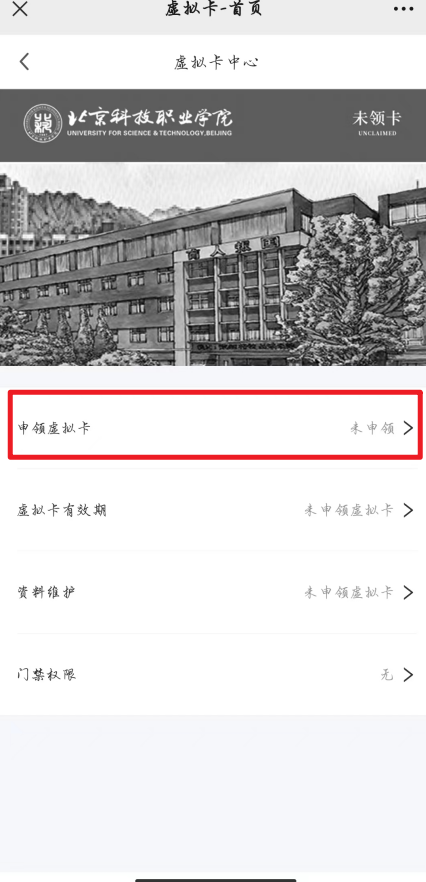 虚拟卡-首页
虚拟卡中心
北京科技职业学院 未领卡
UNIVERSITY FOR SCIENCE & TECHNOLOGY,BEIJING UNCLAIMED
申领虚拟卡 未申领
虚拟卡有效期 未申领虚拟卡
资料维护 未申领虚拟卡
门禁权限 无